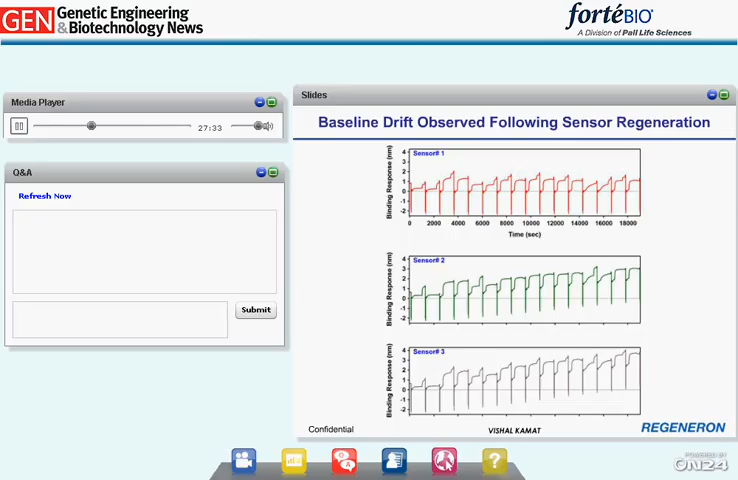 GEN Genetic Engineering
& Biotechnology News
fortéBIO®
A Division of Pall Life Sciences
Media Player
27:33
Q&A
Refresh Now
Submit
Slides
Baseline Drift Observed Following Sensor Regeneration
Binding Response (nm)
Sensor# 1
4
3
2
1
0
-1
-2
0 2000 4000 6000 8000 10000 12000 14000 16000 18000
Time (sec)
Binding Response (nm)
Sensor# 2
4
3
2
1
0
-1
-2
Binding Response (nm)
Sensor# 3
4
3
2
1
0
-1
-2
Confidential
VISHAL KAMAT
REGENERON
Q
A
?
POWERED BY
ON24